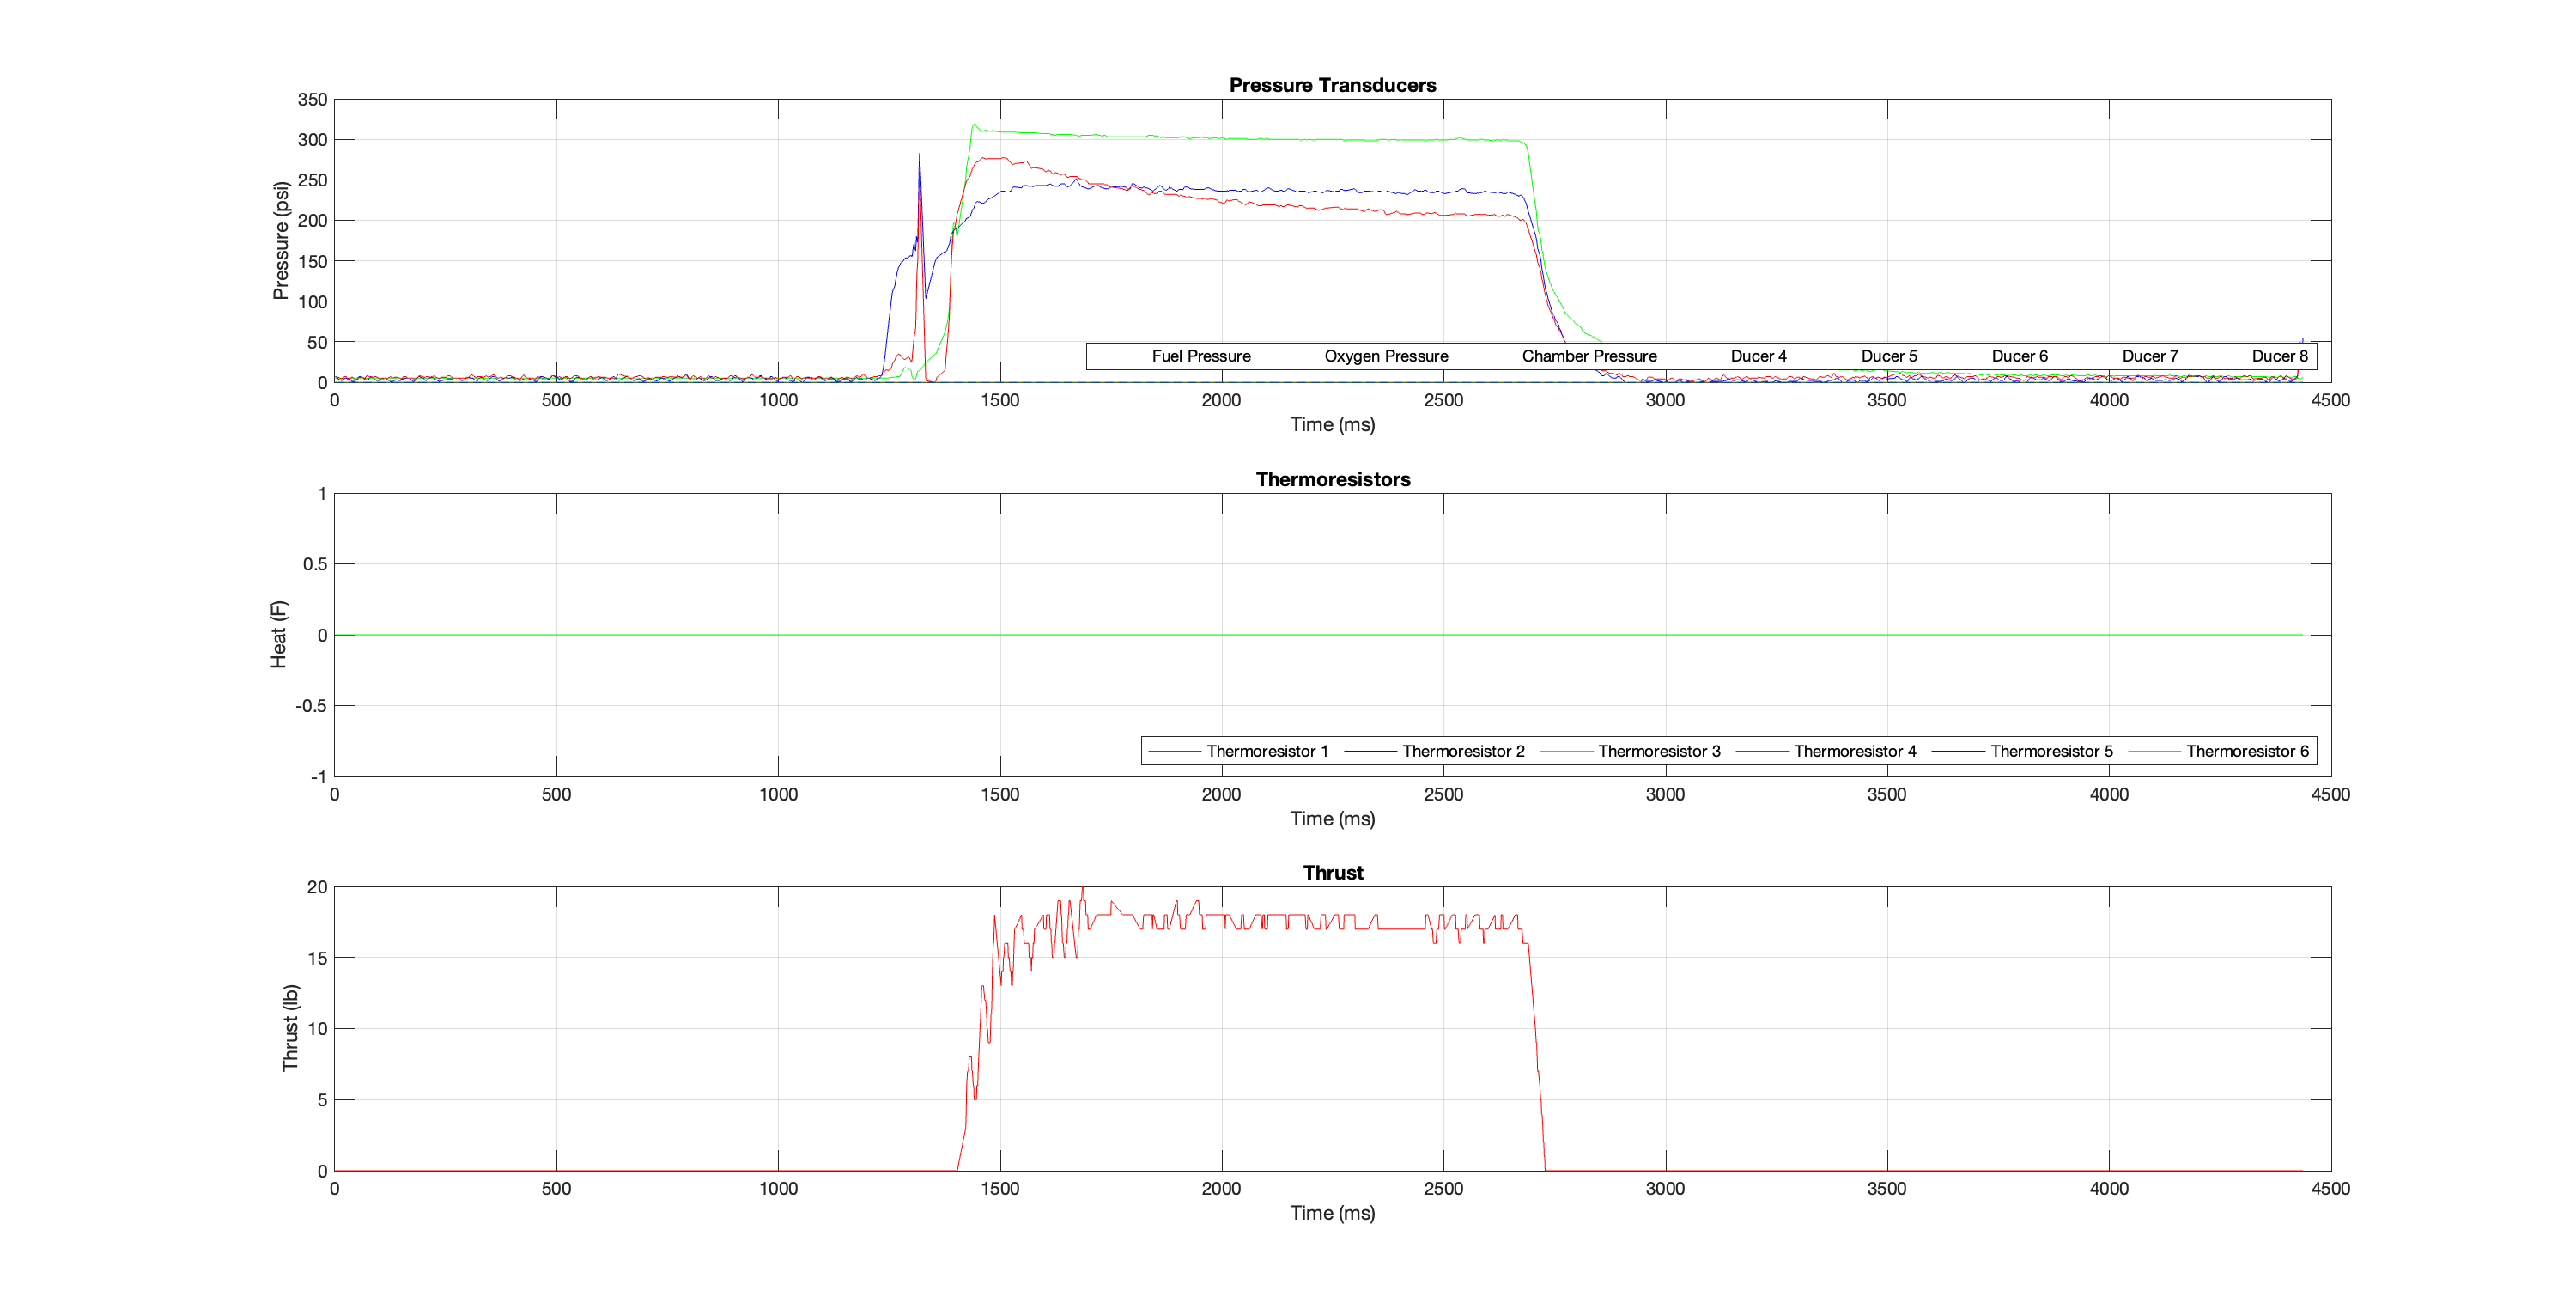 Pressure Transducers
350
300
250
200
150
100
50
0
Pressure (psi)
Fuel Pressure Oxygen Pressure Chamber Pressure Ducer 4 Ducer 5 Ducer 6 Ducer 7 Ducer 8
0 500 1000 1500 2000 2500 3000 3500 4000 4500
Time (ms)
Thermoresistors
1
0.5
0
-0.5
-1
Heat (F)
Thermoresistor 1 Thermoresistor 2 Thermoresistor 3 Thermoresistor 4 Thermoresistor 5 Thermoresistor 6
0 500 1000 1500 2000 2500 3000 3500 4000 4500
Time (ms)
Thrust
20
15
10
5
0
Thrust (lb)
0 500 1000 1500 2000 2500 3000 3500 4000 4500
Time (ms)